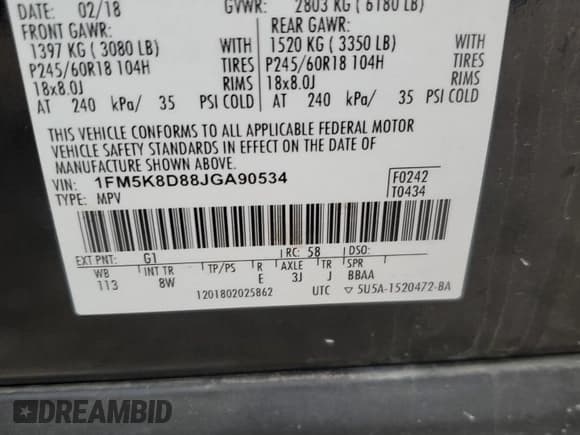 DATE: 02/18 GVWR: 2803 KG ( 6180 LB)
FRONT GAWR: REAR GAWR:
1397 KG ( 3080 LB) WITH 1520 KG ( 3350 LB) WITH
P245/60R18 104H TIRES P245/60R18 104H TIRES
18x8.0J RIMS 18x8.0J RIMS
AT 240 kPa/ 35 PSI COLD AT 240 kPa/ 35 PSI COLD
THIS VEHICLE CONFORMS TO ALL APPLICABLE FEDERAL MOTOR
VEHICLE SAFETY STANDARDS IN EFFECT ON THE DATE OF
MANUFACTURE SHOWN ABOVE.
VIN: 1FM5K8D88JGA90534 F0242
TYPE: MPV T0434
EXT PNT: G1 RC: 58 DSO:
WB INT TR TP/PS R AXLE TR SPR
113 8W E 3J J BBAA
1201802025862 UTC ▽ 5U5A-1520472-BA
DREAMBID